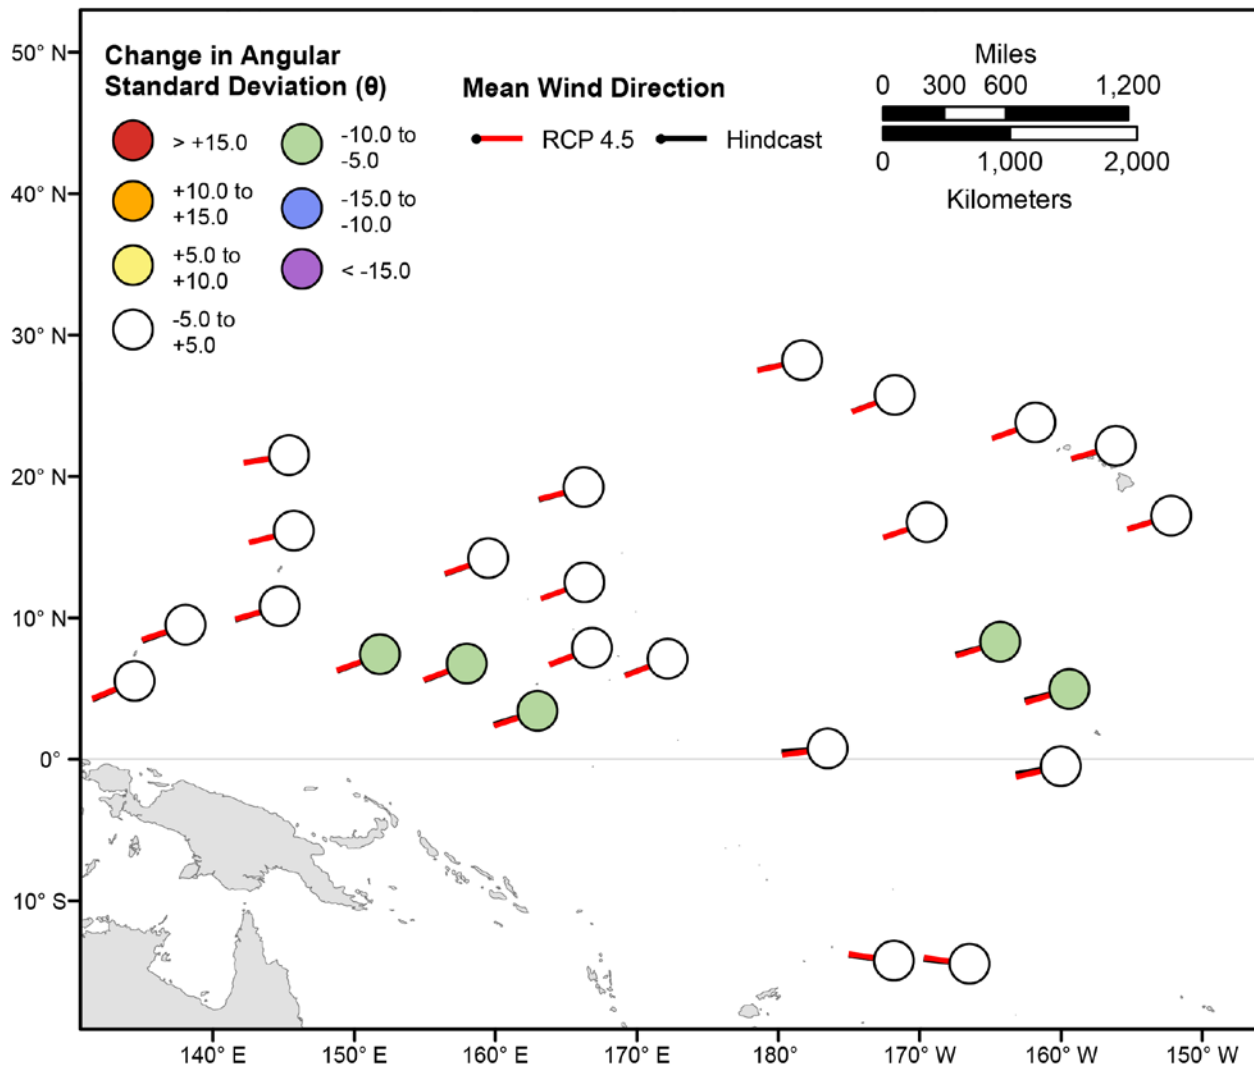 Change in Angular
Standard Deviation (θ)
> +15.0
+10.0 to
+15.0
+5.0 to
+10.0
-5.0 to
+5.0
-10.0 to
-5.0
-15.0 to
-10.0
< -15.0
Mean Wind Direction
RCP 4.5
Hindcast
Miles
0 300 600 1,200
0 1,000 2,000
Kilometers
50° N
40° N
30° N
20° N
10° N
0°
10° S
140° E 150° E 160° E 170° E 180° 170° W 160° W 150° W